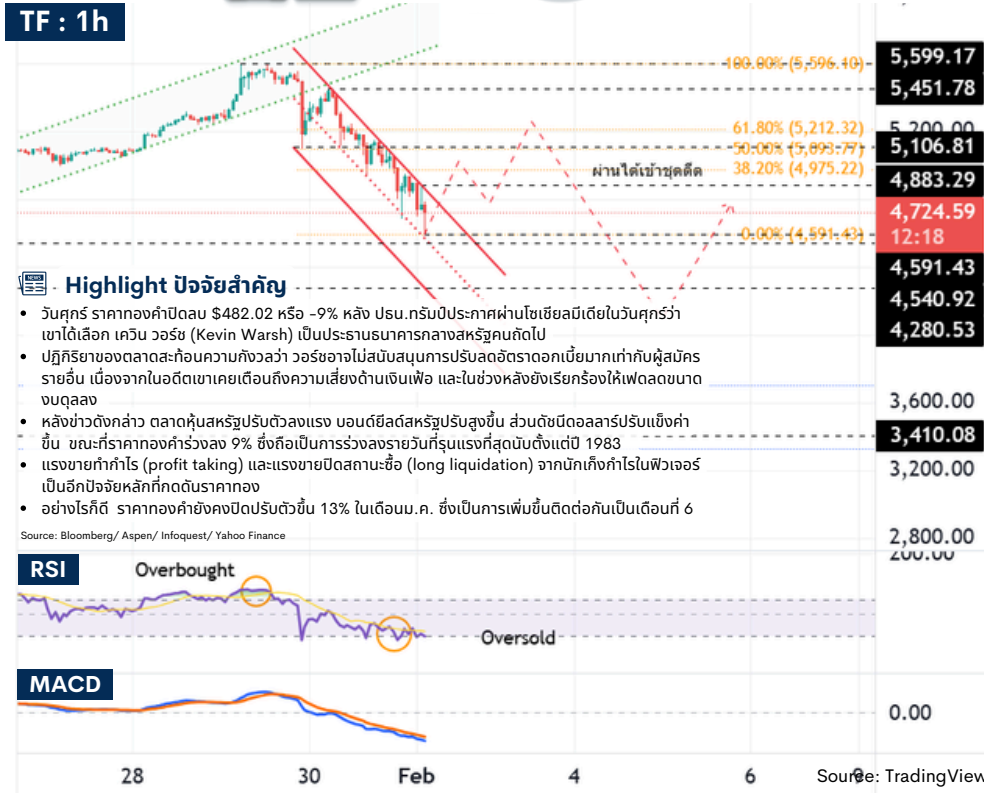 TF : 1h
100.00% (5,596.10)
5,599.17
5,451.78
61.80% (5,212.32)
5,200.00
50.00% (5,093.77)
5,106.81
ผ่านได้เข้าชุดดีด
38.20% (4,975.22)
4,883.29
4,724.59
12:18
0.00% (4,591.43)
4,591.43
4,540.92
4,280.53
Highlight ปัจจัยสำคัญ
• วันศุกร์ ราคาทองคำปิดลบ $482.02 หรือ -9% หลัง ปธน.ทรัมป์ประกาศผ่านโซเชียลมีเดียในวันศุกร์ว่า
เขาได้เลือก เควิน วอร์ช (Kevin Warsh) เป็นประธานธนาคารกลางสหรัฐคนถัดไป
• ปฏิกิริยาของตลาดสะท้อนความกังวลว่า วอร์ชอาจไม่สนับสนุนการปรับลดอัตราดอกเบี้ยมากเท่ากับผู้สมัคร
รายอื่น เนื่องจากในอดีตเขาเคยเตือนถึงความเสี่ยงด้านเงินเฟ้อ และในช่วงหลังยังเรียกร้องให้เฟดลดขนาด
งบดุลลง
• หลังข่าวดังกล่าว ตลาดหุ้นสหรัฐปรับตัวลงแรง บอนด์ยีลด์สหรัฐปรับสูงขึ้น ส่วนดัชนีดอลลาร์ปรับแข็งค่า
ขึ้น ขณะที่ราคาทองคำร่วงลง 9% ซึ่งถือเป็นการร่วงลงรายวันที่รุนแรงที่สุดนับตั้งแต่ปี 1983
• แรงขายทำกำไร (profit taking) และแรงขายปิดสถานะซื้อ (long liquidation) จากนักเก็งกำไรในฟิวเจอร์
เป็นอีกปัจจัยหลักที่กดดันราคาทอง
• อย่างไรก็ดี ราคาทองคำยังคงปิดปรับตัวขึ้น 13% ในเดือนม.ค. ซึ่งเป็นการเพิ่มขึ้นติดต่อกันเป็นเดือนที่ 6
Source: Bloomberg/ Aspen/ Infoquest/ Yahoo Finance
3,600.00
3,410.08
3,200.00
2,800.00
200.00
RSI
Overbought
Oversold
MACD
0.00
28
30
Feb
4
6
Source: TradingView